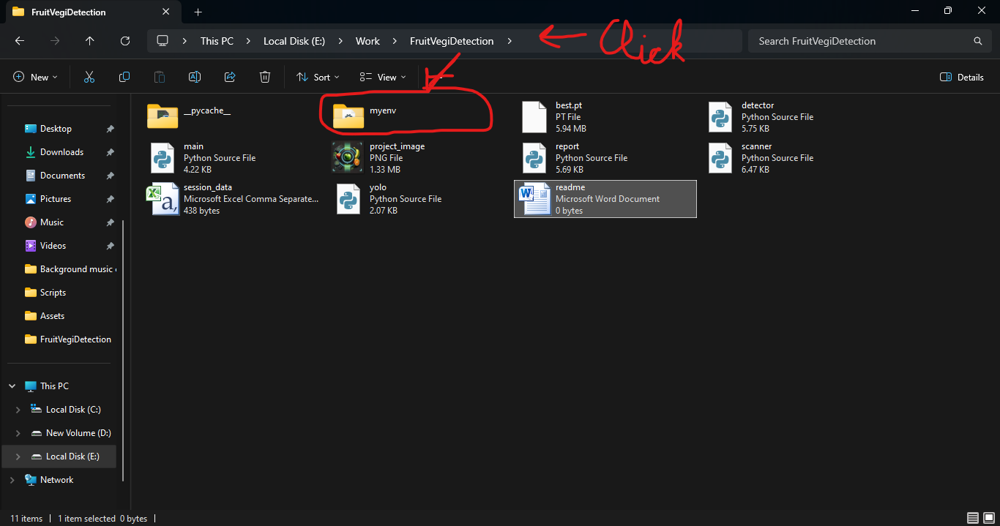 FruitVegiDetection
This PC
Local Disk (E:)
Work
FruitVegiDetection
Click
Search FruitVegiDetection
New
Sort
View
Details
Desktop
Downloads
Documents
Pictures
Music
Videos
Background music
Scripts
Assets
FruitVegiDetection
This PC
Local Disk (C:)
New Volume (D:)
Local Disk (E:)
Network
__pycache__
myenv
best.pt
PT File
5.94 MB
detector
Python Source File
5.75 KB
main
Python Source File
4.22 KB
project_image
PNG File
1.33 MB
report
Python Source File
5.69 KB
scanner
Python Source File
6.47 KB
session_data
Microsoft Excel Comma Separate...
438 bytes
yolo
Python Source File
2.07 KB
readme
Microsoft Word Document
0 bytes
11 items
1 item selected 0 bytes